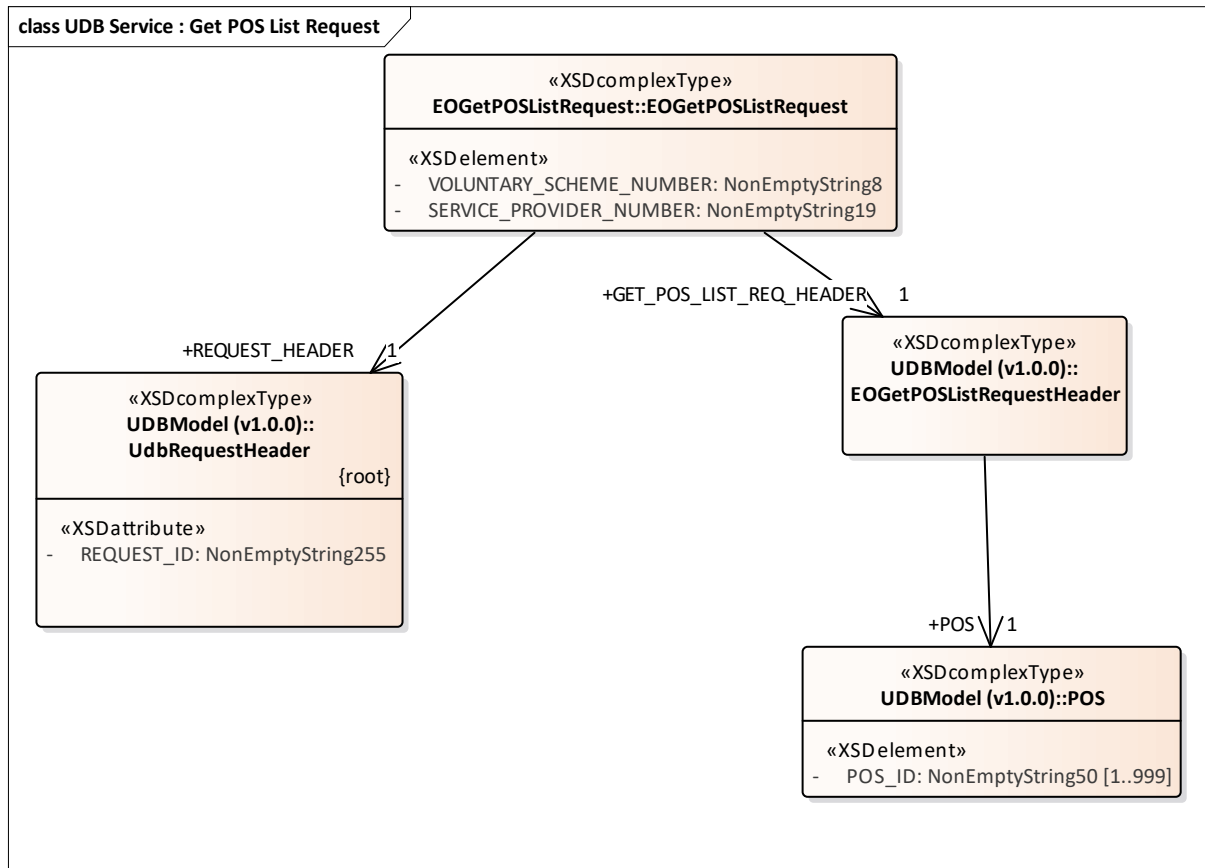 class UDB Service : Get POS List Request
«XSDcomplexType»
EOGetPOSListRequest::EOGetPOSListRequest
«XSDelement»
- VOLUNTARY_SCHEME_NUMBER: NonEmptyString8
- SERVICE_PROVIDER_NUMBER: NonEmptyString19
+GET_POS_LIST_REQ_HEADER 1
+REQUEST_HEADER 1
«XSDcomplexType»
UDBModel (v1.0.0)::
EOGetPOSListRequestHeader
«XSDcomplexType»
UDBModel (v1.0.0)::
UdbRequestHeader
{root}
«XSDattribute»
- REQUEST_ID: NonEmptyString255
+POS 1
«XSDcomplexType»
UDBModel (v1.0.0)::POS
«XSDelement»
- POS_ID: NonEmptyString50 [1..999]